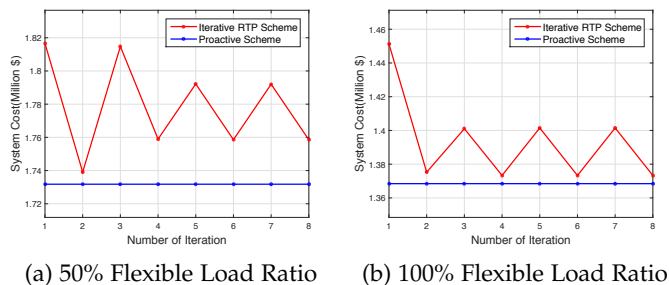 Iterative RTP Scheme
Proactive Scheme
System Cost(Million $)
1.82
1.8
1.78
1.76
1.74
1.72
1 2 3 4 5 6 7 8
Number of Iteration
(a) 50% Flexible Load Ratio
Iterative RTP Scheme
Proactive Scheme
System Cost(Million $)
1.46
1.44
1.42
1.4
1.38
1.36
1 2 3 4 5 6 7 8
Number of Iteration
(b) 100% Flexible Load Ratio